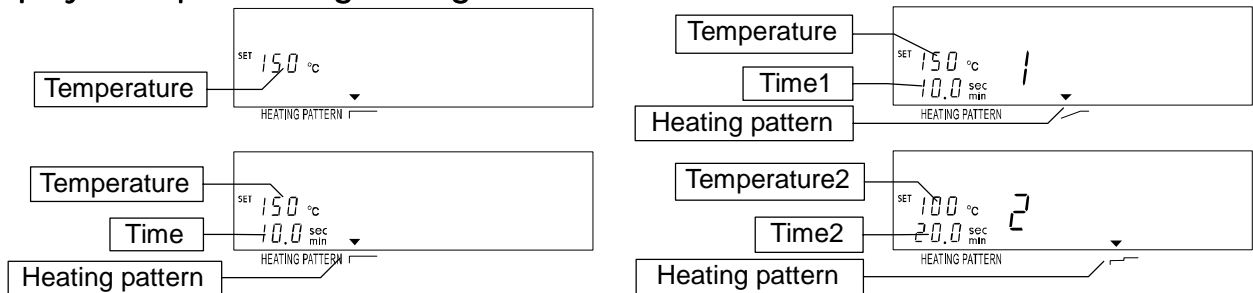 Temperature
SET 150 °C
HEATING PATTERN
Temperature
Time
Heating pattern
SET 150 °C
10.0 sec
min
HEATING PATTERN
Temperature
Time1
Heating pattern
SET 150 °C 1
10.0 sec
min
HEATING PATTERN
Temperature2
Time2
Heating pattern
SET 100 °C 2
20.0 sec
min
HEATING PATTERN